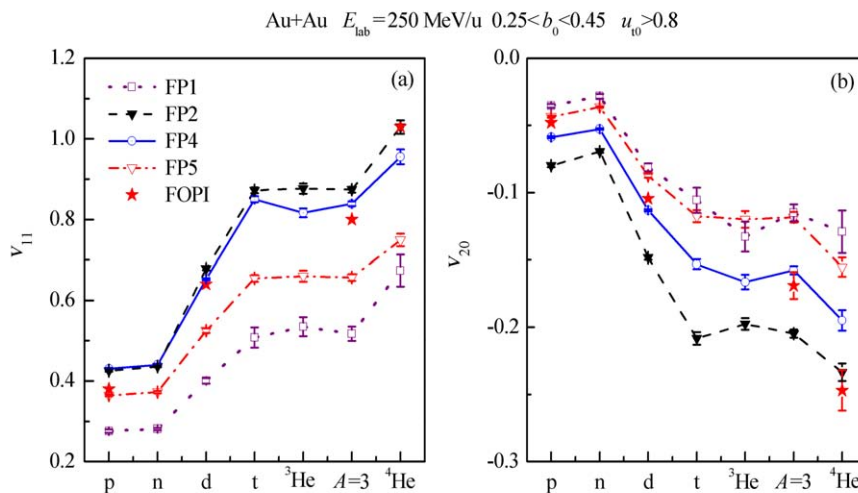 Au+Au E_lab=250 MeV/u 0.25<b_0<0.45 u_t0>0.8
(a)
FP1
FP2
FP4
FP5
FOPI
v_11
1.2
1.0
0.8
0.6
0.4
0.2
p n d t ³He A=3 ⁴He
(b)
v_20
0.0
-0.1
-0.2
-0.3
p n d t ³He A=3 ⁴He